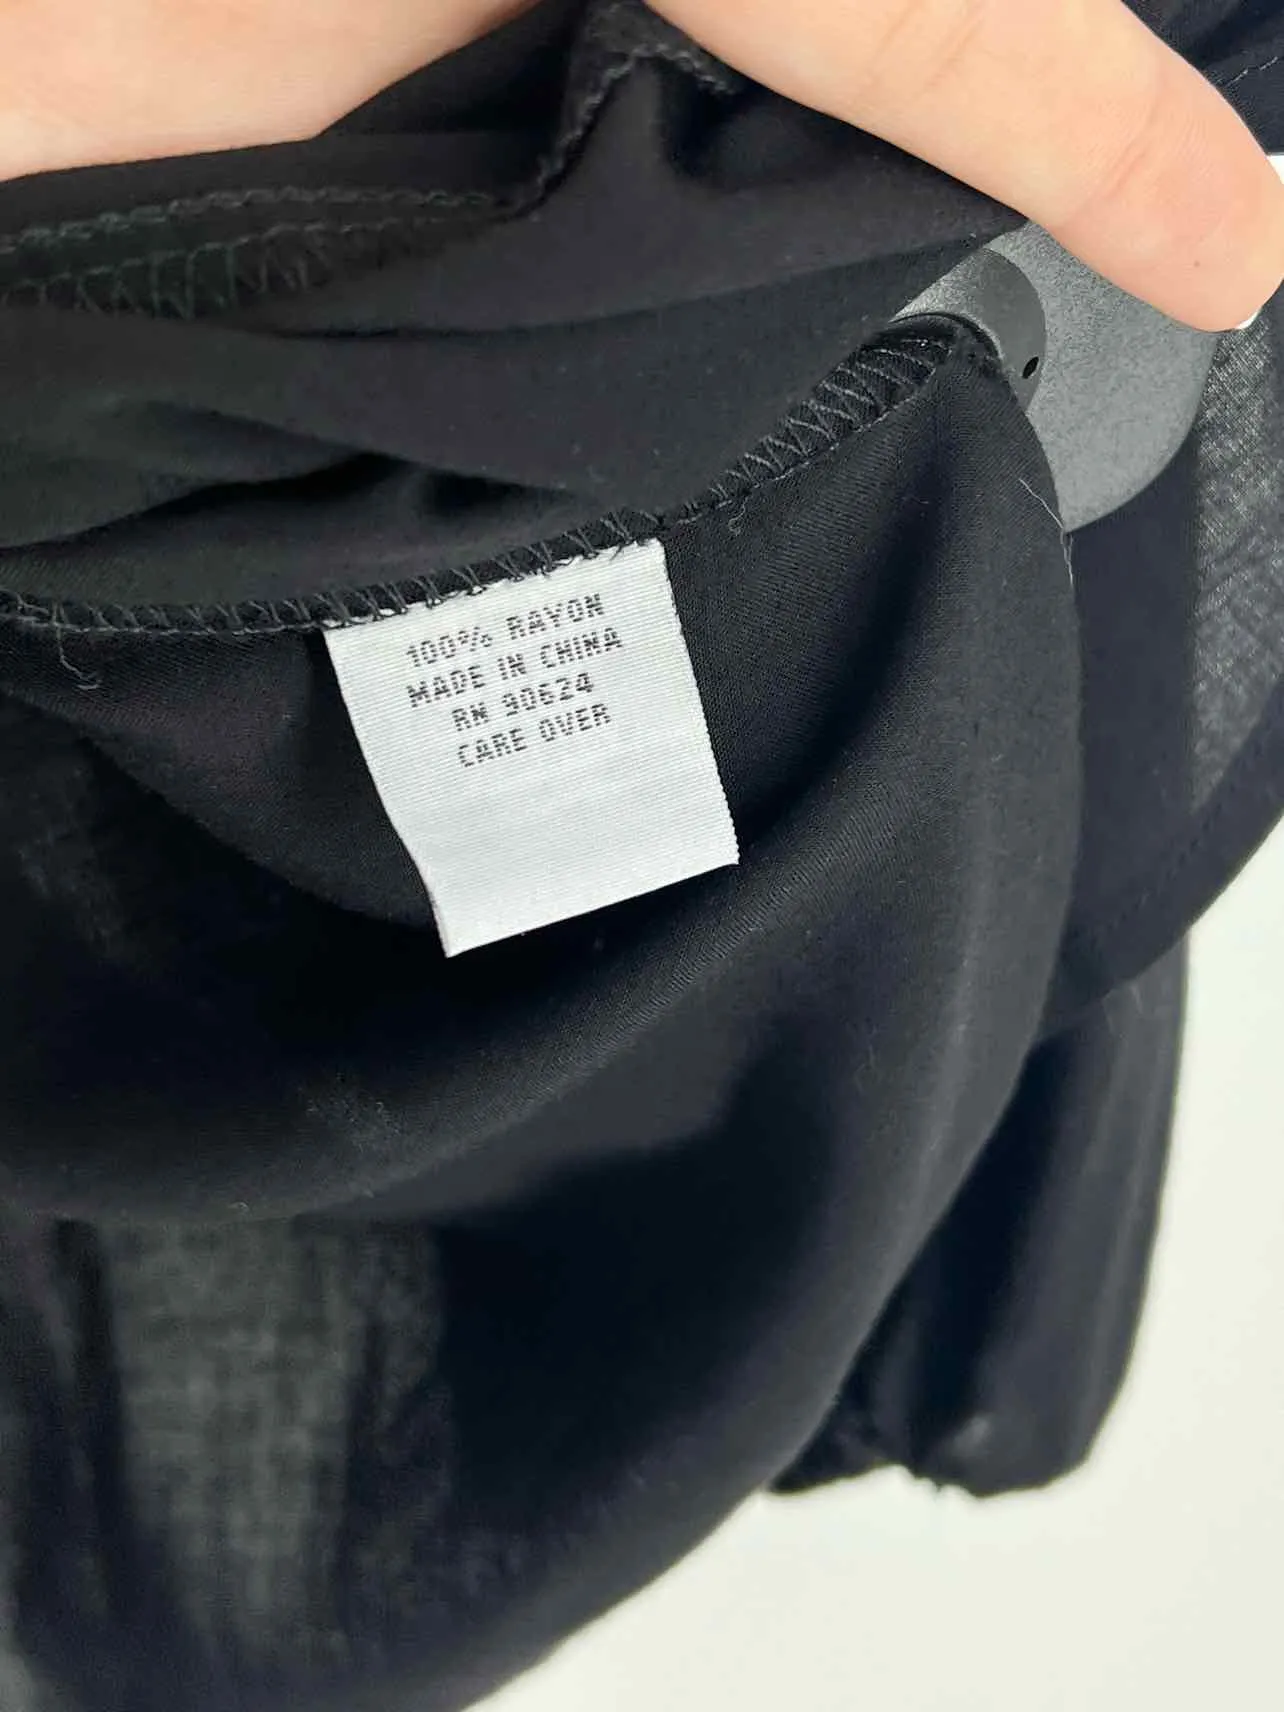 100% RAYON
MADE IN CHINA
RN 90624
CARE OVER